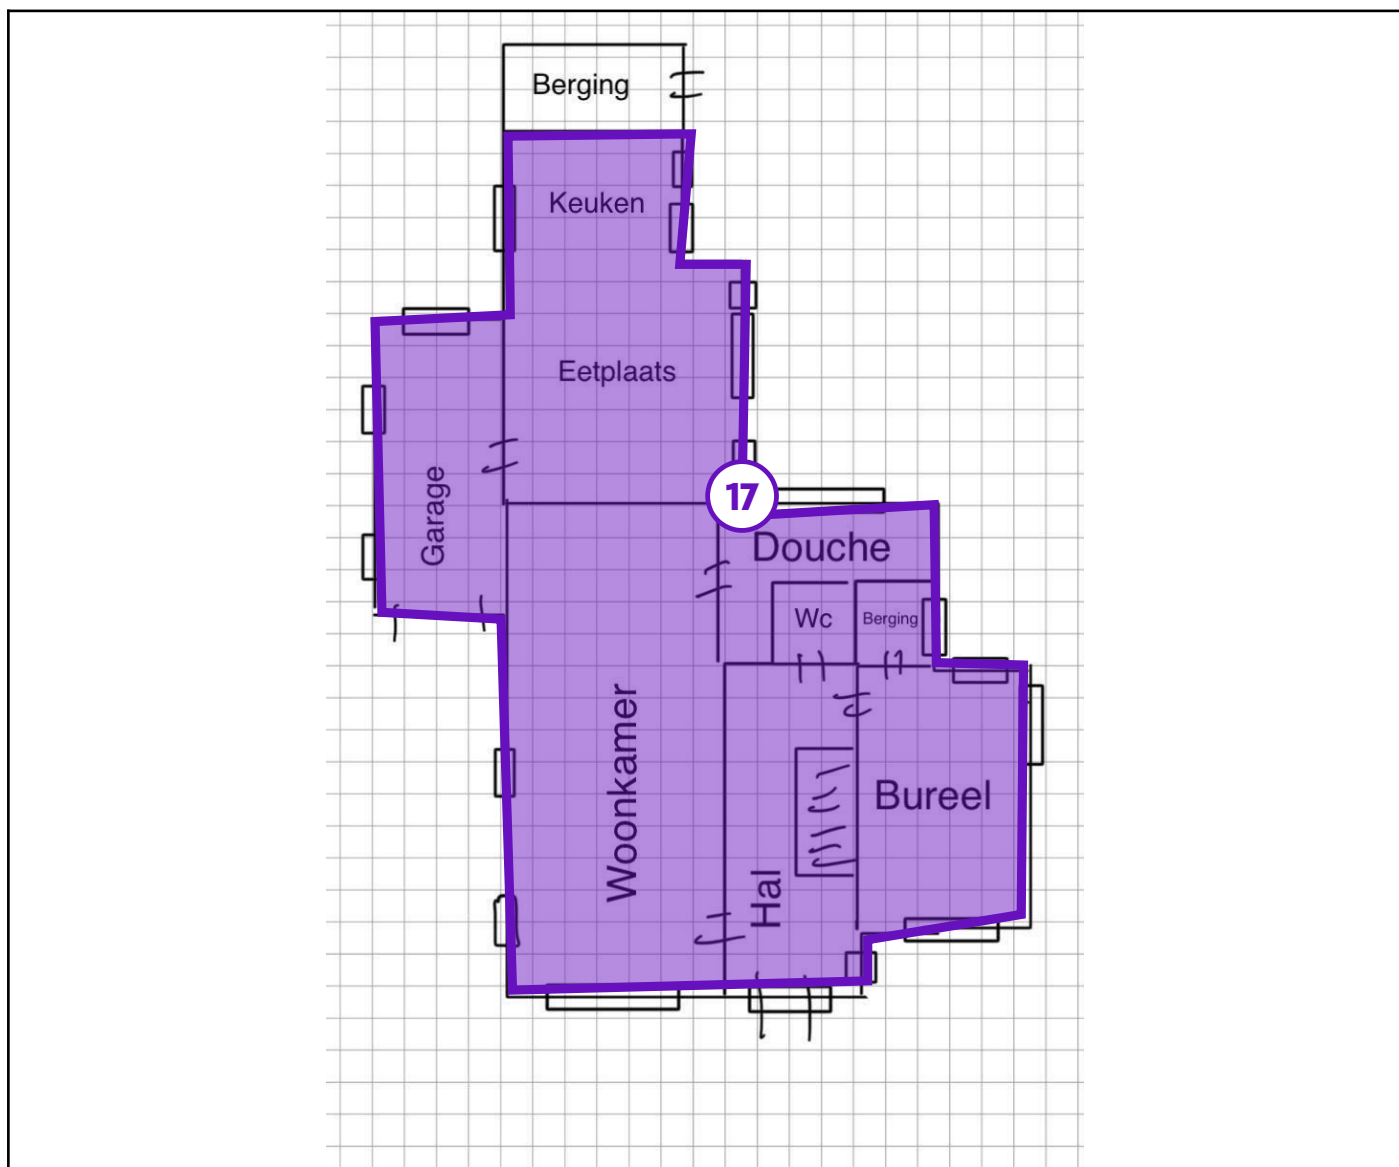 Berging
Keuken
Eetplaats
Garage
17
Douche
Wc
Berging
Woonkamer
Hal
Bureel